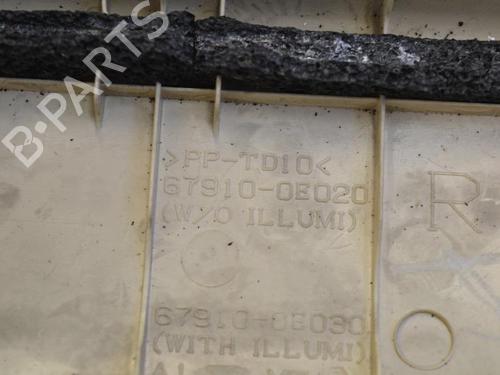 B-PARTS
>PP-TD10<
67910-0E020
(W/O ILLUMI)
R
67910-0E030
(WITH ILLUMI)